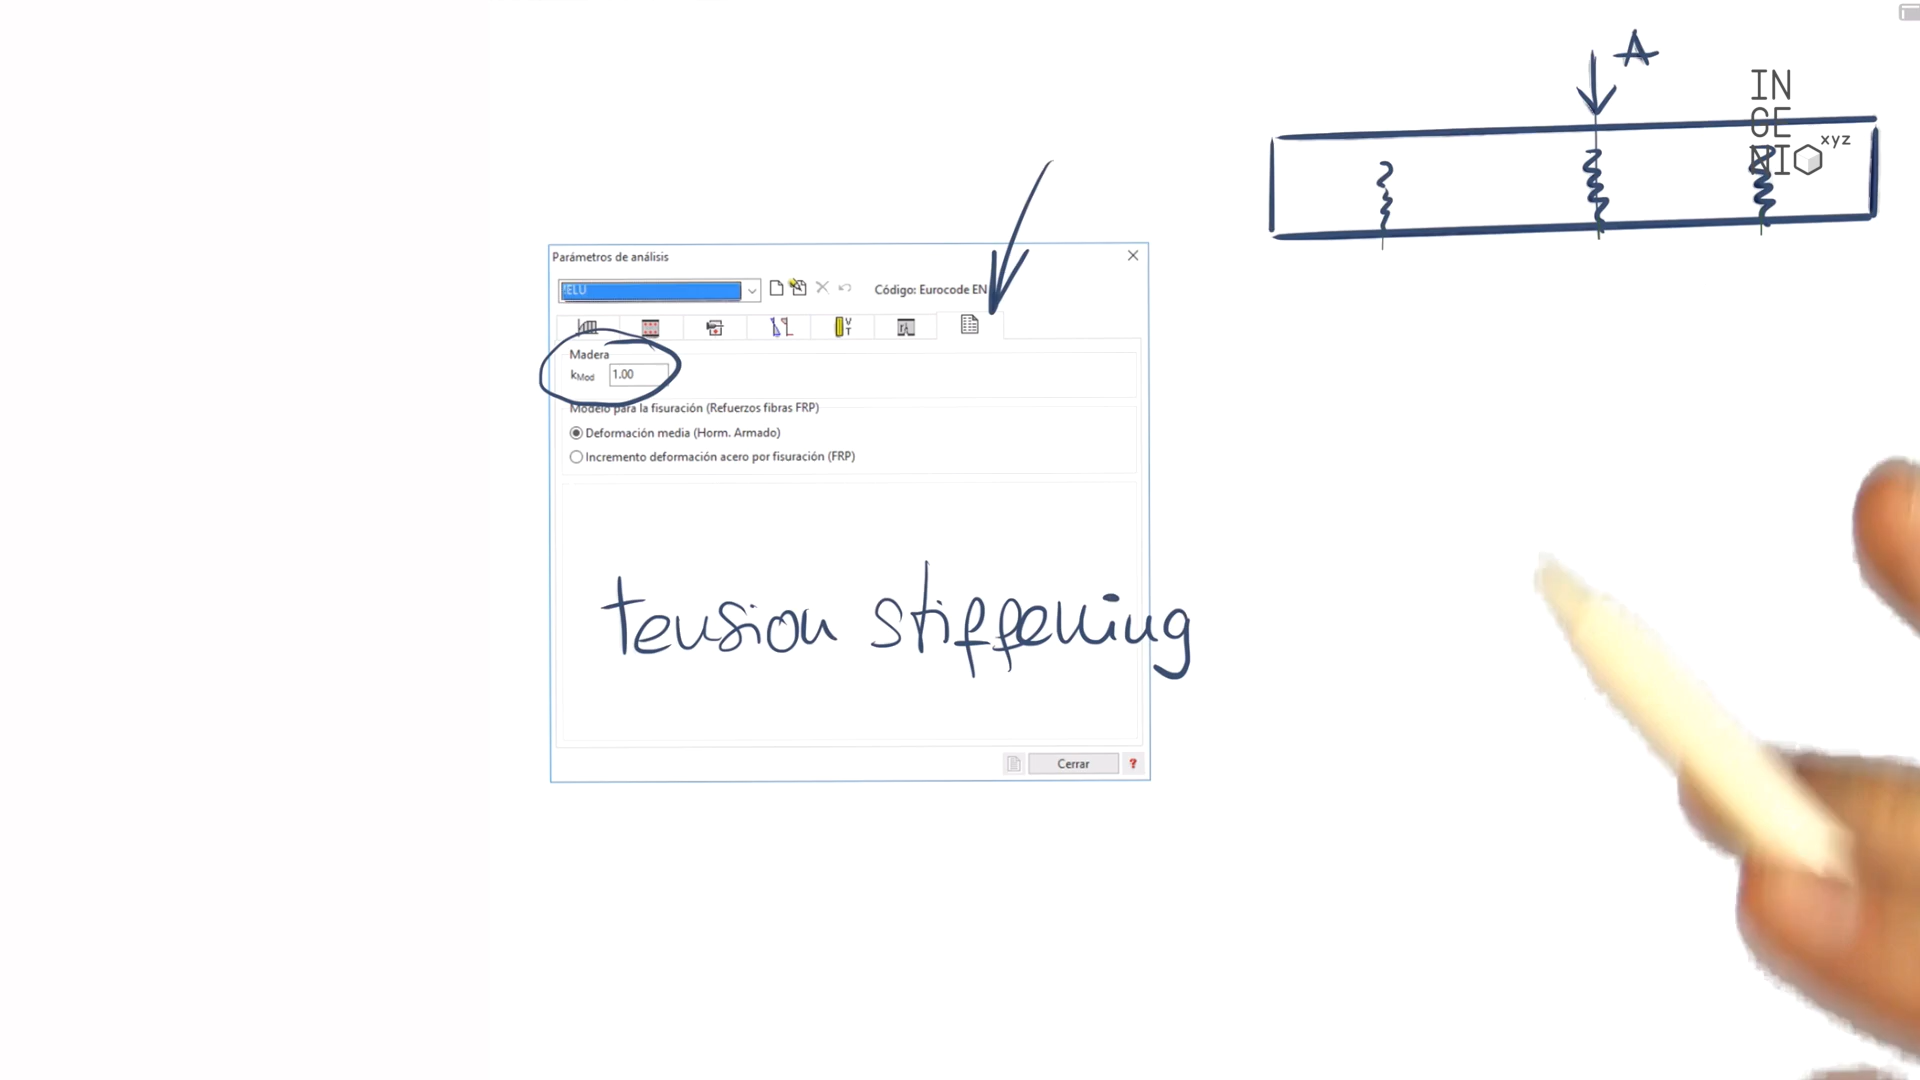 A
IN
GE
NI xyz
Parámetros de análisis
!ELU
Código: Eurocode EN
Madera
kMod 1.00
Modelo para la fisuración (Refuerzos fibras FRP)
Deformación media (Horm. Armado)
Incremento deformación acero por fisuración (FRP)
tension stiffening
Cerrar ?